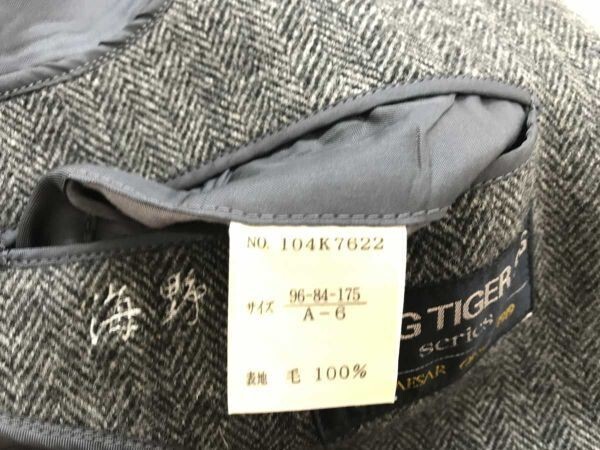 NO. 104K7622
サイズ 96-84-175
A-6
表地 毛 100%
海野
G TIGER
series